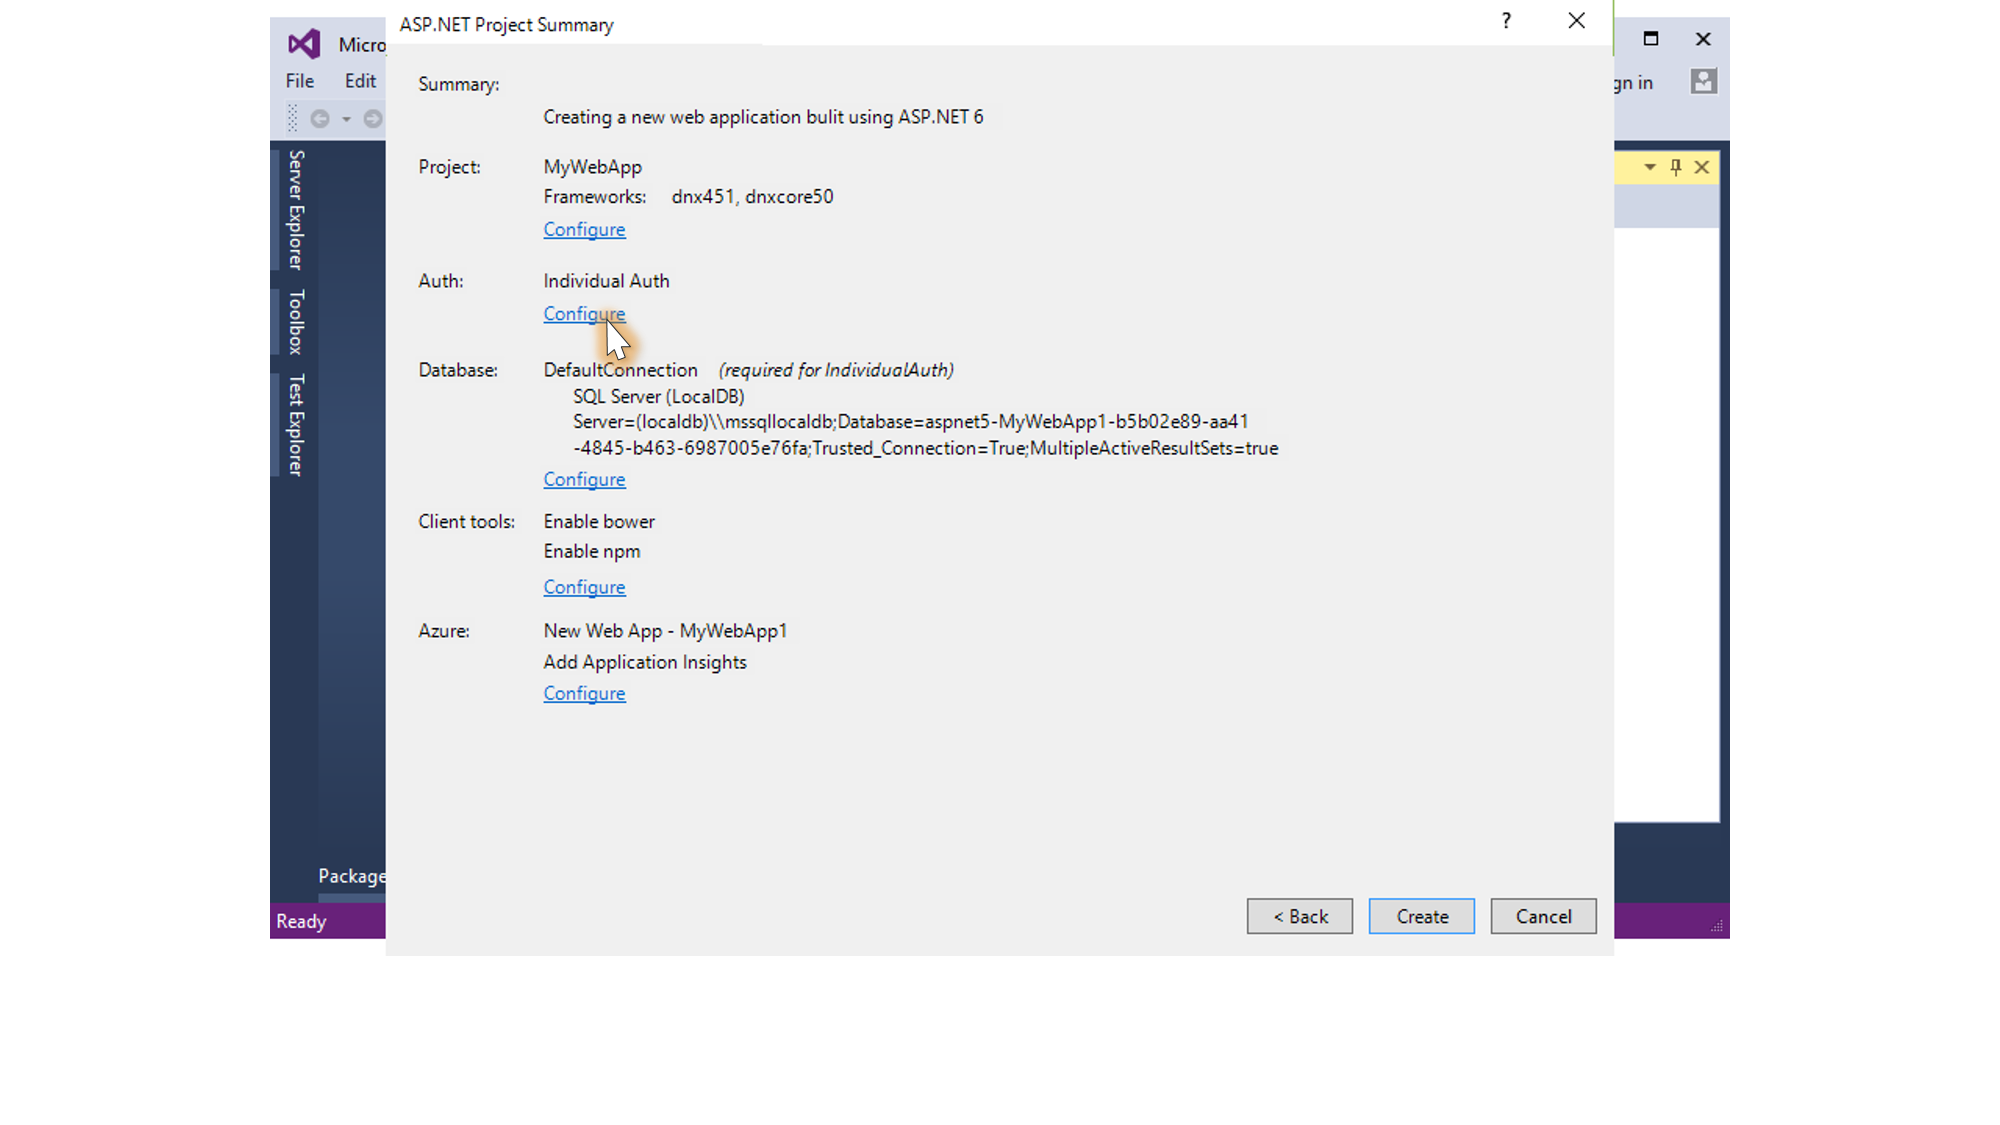 ASP.NET Project Summary
?
Micro
File Edit
gn in
Server Explorer
Toolbox
Test Explorer
Summary:
Creating a new web application bulit using ASP.NET 6
Project: MyWebApp
Frameworks: dnx451, dnxcore50
Configure
Auth: Individual Auth
Configure
Database: DefaultConnection (required for IndividualAuth)
SQL Server (LocalDB)
Server=(localdb)\\mssqllocaldb;Database=aspnet5-MyWebApp1-b5b02e89-aa41
-4845-b463-6987005e76fa;Trusted_Connection=True;MultipleActiveResultSets=true
Configure
Client tools: Enable bower
Enable npm
Configure
Azure: New Web App - MyWebApp1
Add Application Insights
Configure
Package
< Back Create Cancel
Ready